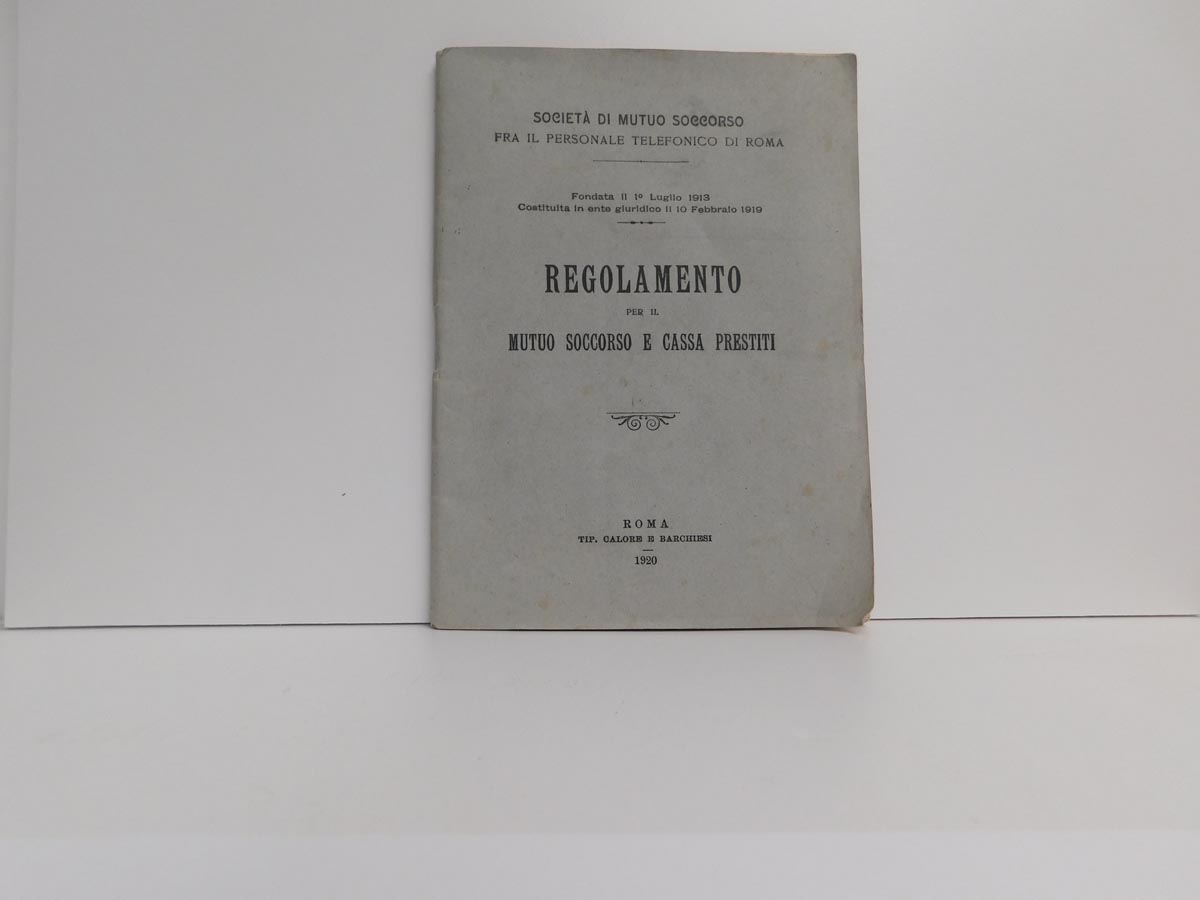 SOCIETÀ DI MUTUO SOCCORSO
FRA IL PERSONALE TELEFONICO DI ROMA
Fondata il 1º Luglio 1913
Costituita in ente giuridico il 10 Febbraio 1919
REGOLAMENTO
PER IL
MUTUO SOCCORSO E CASSA PRESTITI
ROMA
TIP. CALORE E BARCHIESI
1920